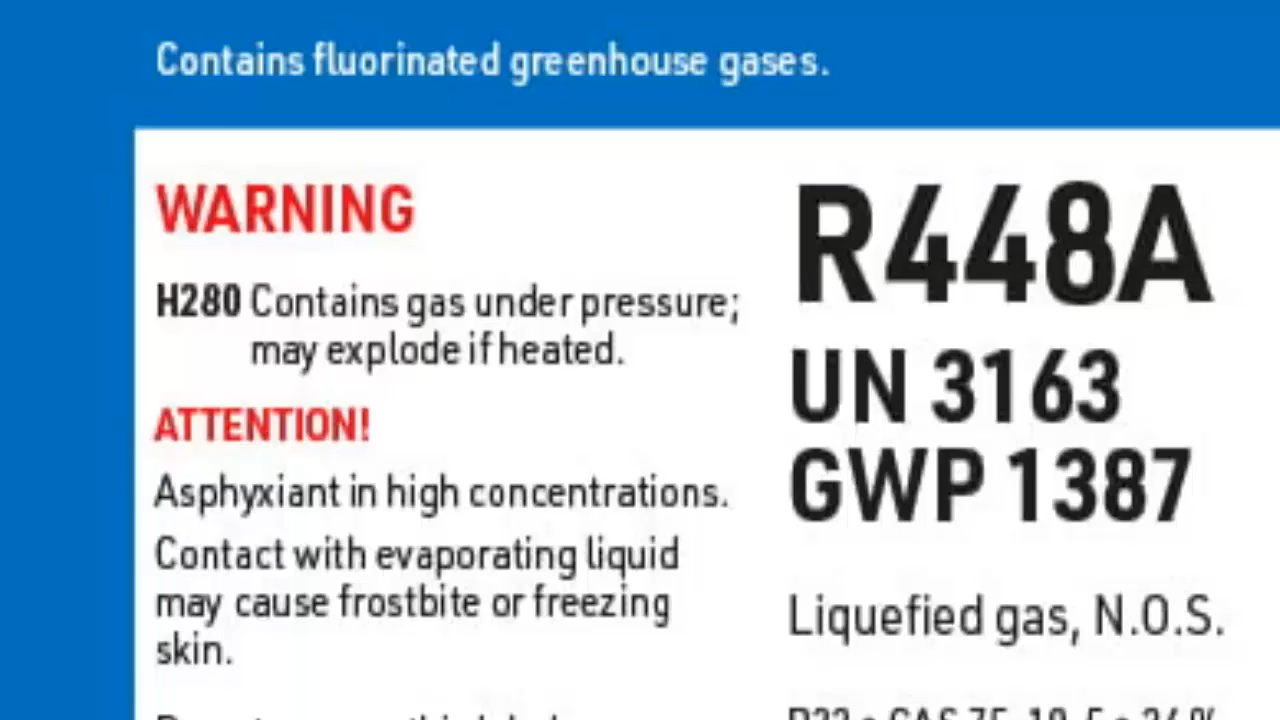 Contains fluorinated greenhouse gases.
WARNING
H280 Contains gas under pressure;
may explode if heated.
ATTENTION!
Asphyxiant in high concentrations.
Contact with evaporating liquid
may cause frostbite or freezing
skin.
R448A
UN 3163
GWP 1387
Liquefied gas, N.O.S.